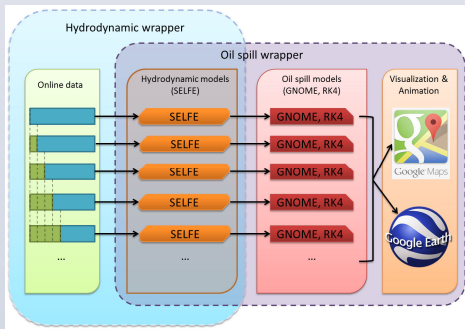 Hydrodynamic wrapper
Oil spill wrapper
Online data
Hydrodynamic models
(SELFE)
Oil spill models
(GNOME, RK4)
Visualization &
Animation
SELFE
GNOME, RK4
SELFE
GNOME, RK4
SELFE
GNOME, RK4
SELFE
GNOME, RK4
SELFE
GNOME, RK4
...
...
...
Google Maps
Google Earth